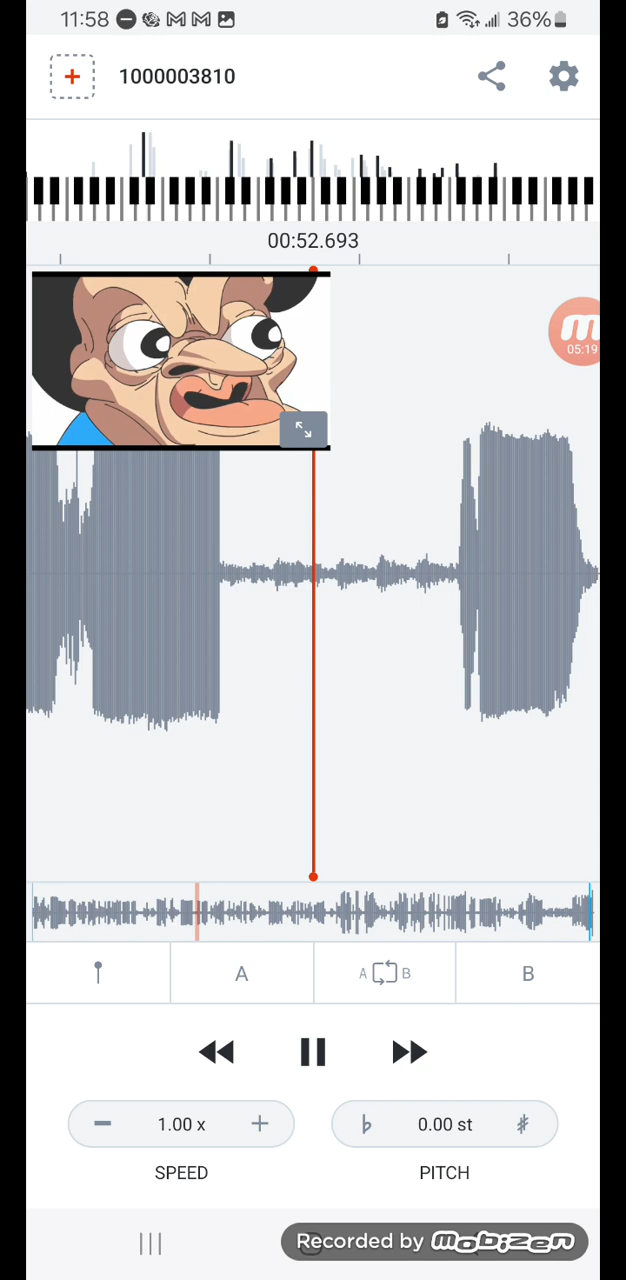 11:58
36%
1000003810
00:52.693
05:19
A
A B
B
1.00 x
0.00 st
SPEED
PITCH
Recorded by mobizen